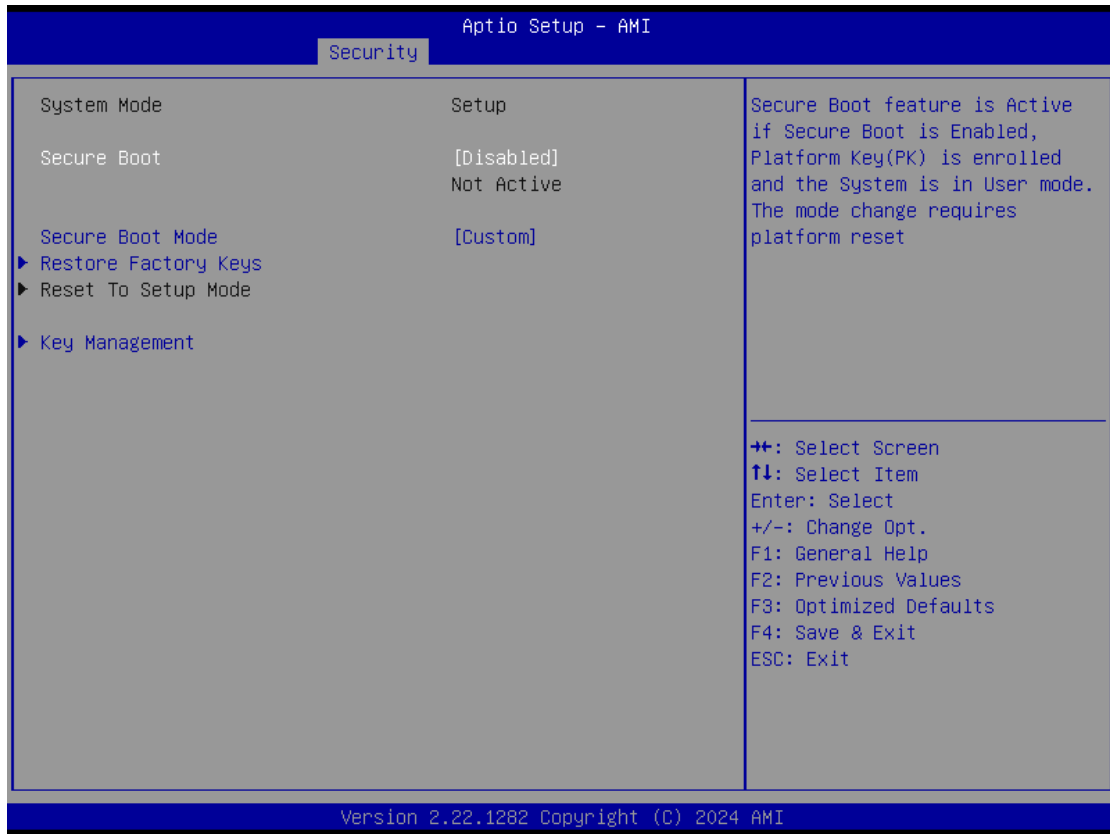 Aptio Setup – AMI
Security
System Mode Setup
Secure Boot [Disabled]
Not Active
Secure Boot Mode [Custom]
▶ Restore Factory Keys
▶ Reset To Setup Mode
▶ Key Management
Secure Boot feature is Active
if Secure Boot is Enabled,
Platform Key(PK) is enrolled
and the System is in User mode.
The mode change requires
platform reset
→←: Select Screen
↑↓: Select Item
Enter: Select
+/-: Change Opt.
F1: General Help
F2: Previous Values
F3: Optimized Defaults
F4: Save & Exit
ESC: Exit
Version 2.22.1282 Copyright (C) 2024 AMI